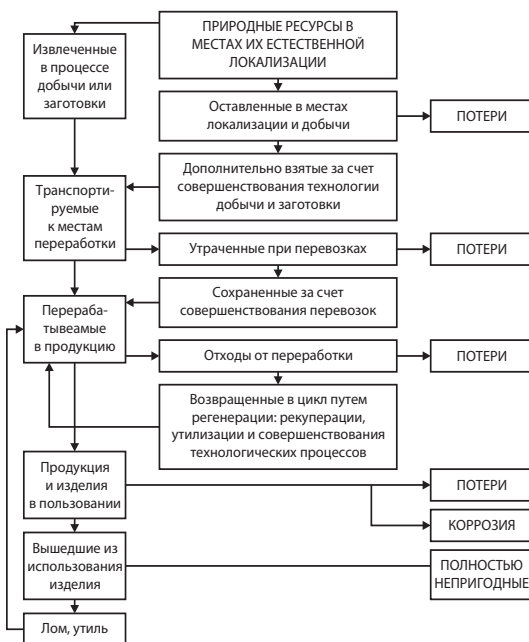 ПРИРОДНЫЕ РЕСУРСЫ В
МЕСТАХ ИХ ЕСТЕСТВЕННОЙ
ЛОКАЛИЗАЦИИ
Извлеченные
в процессе
добычи или
заготовки
Оставленные в местах
локализации и добычи
ПОТЕРИ
Дополнительно взятые за счет
совершенствования технологии
добычи и заготовки
Транспорти-
руемые
к местам
переработки
Утраченные при перевозках
ПОТЕРИ
Сохраненные за счет
совершенствования перевозок
Перераба-
тывеамые
в продукцию
Отходы от переработки
ПОТЕРИ
Возвращенные в цикл путем
регенерации: рекуперации,
утилизации и совершенствования
технологических процессов
Продукция
и изделия
в пользовании
ПОТЕРИ
КОРРОЗИЯ
Вышедшие из
использования
изделия
ПОЛНОСТЬЮ
НЕПРИГОДНЫЕ
Лом, утиль